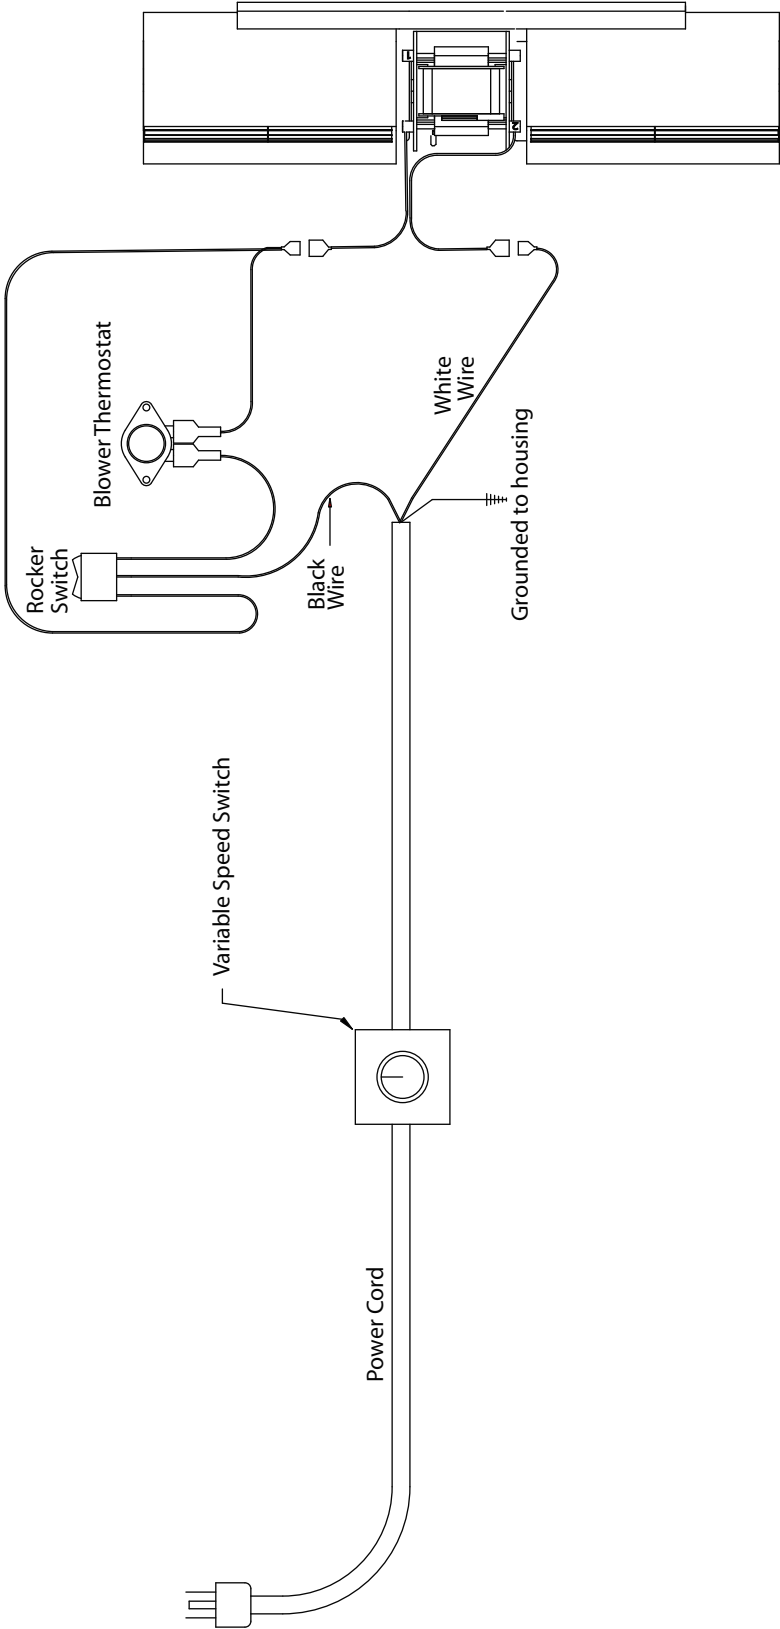 Rocker
Switch
Blower Thermostat
Variable Speed Switch
Black
Wire
Power Cord
White
Wire
Grounded to housing